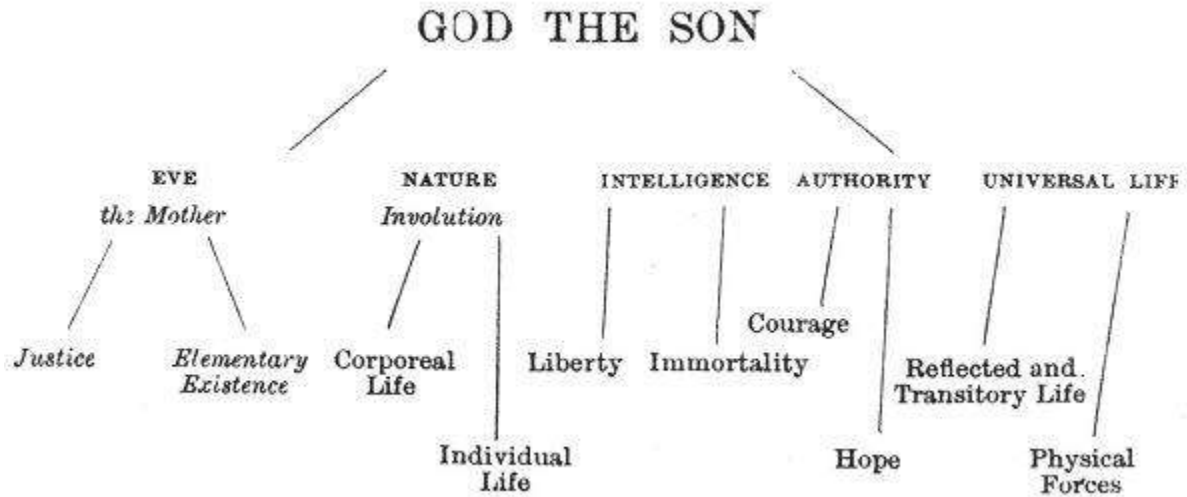 GOD THE SON
EVE
the Mother
NATURE
Involution
INTELLIGENCE
AUTHORITY
UNIVERSAL LIFE
Justice
Elementary
Existence
Corporeal
Life
Individual
Life
Liberty
Immortality
Courage
Hope
Reflected and
Transitory Life
Physical
Forces